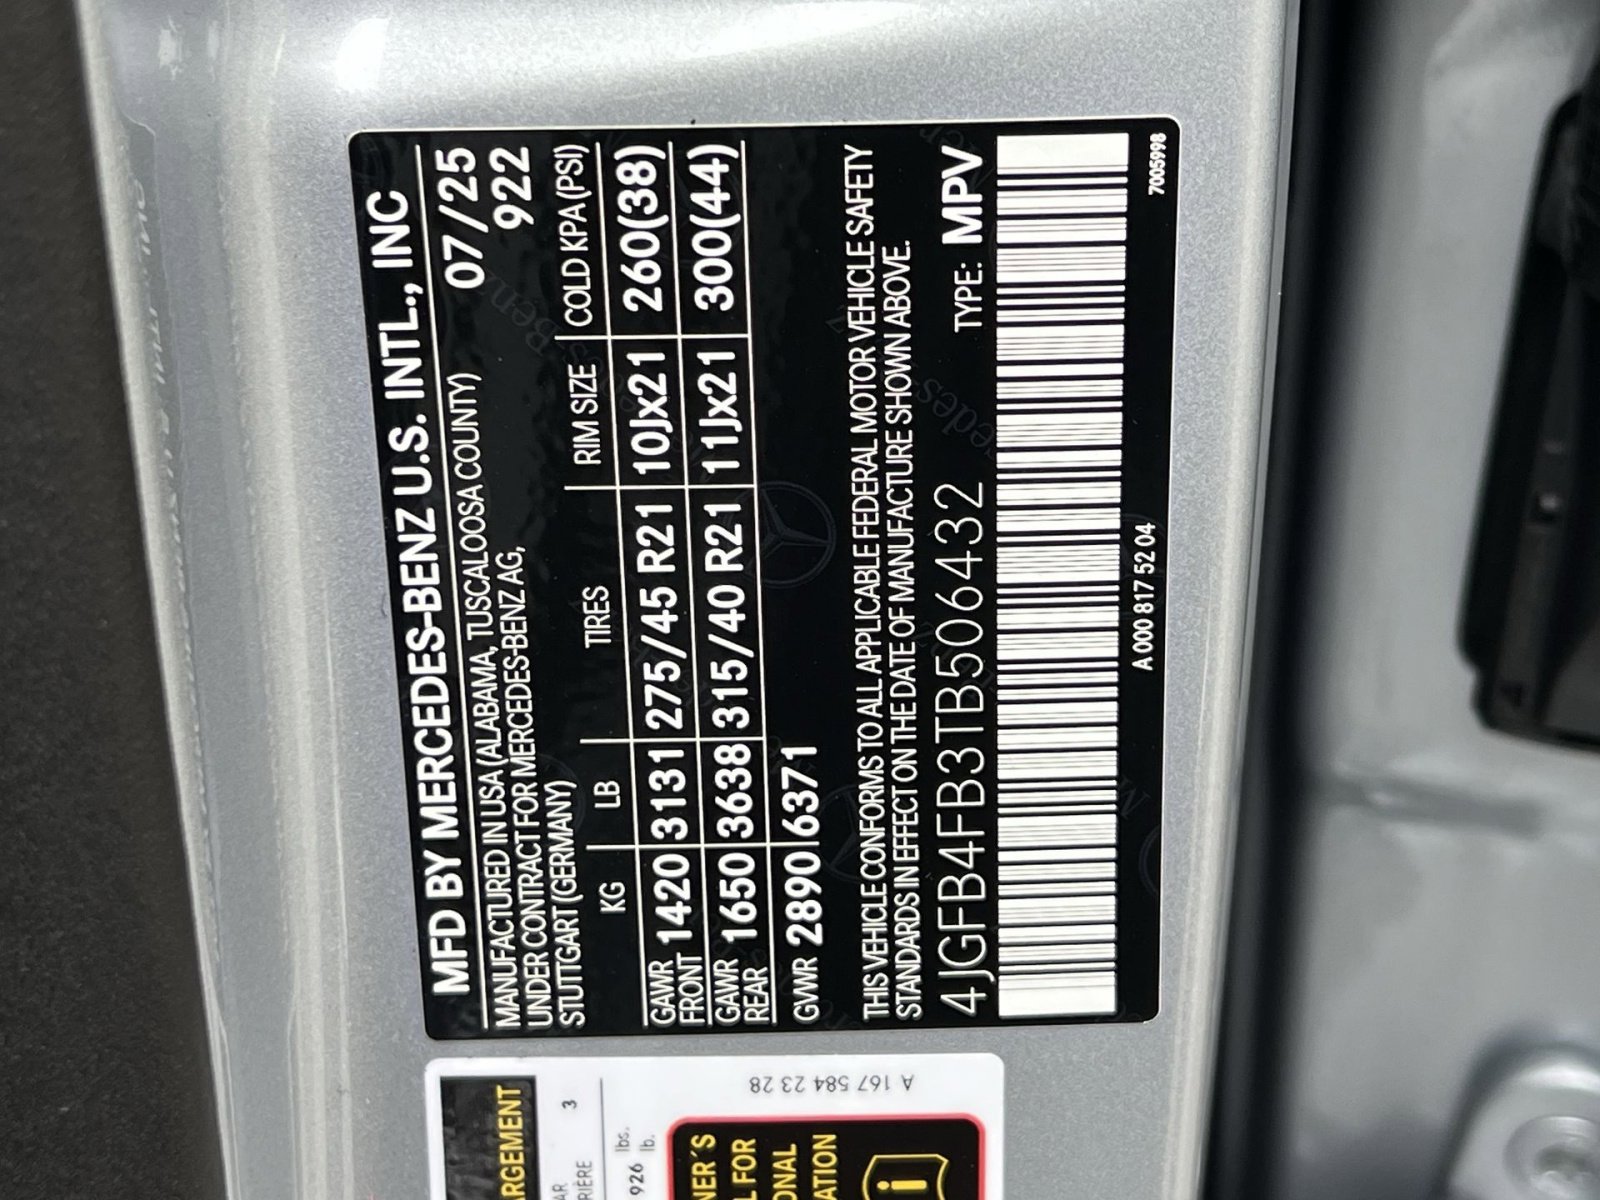 MFD BY MERCEDES-BENZ U.S. INTL., INC
MANUFACTURED IN USA (ALABAMA, TUSCALOOSA COUNTY) 07/25
UNDER CONTRACT FOR MERCEDES-BENZ AG, 922
STUTTGART (GERMANY)
KG LB TIRES RIM SIZE COLD KPA (PSI)
GAWR FRONT 1420 3131 275/45 R21 10Jx21 260(38)
GAWR REAR 1650 3638 315/40 R21 11Jx21 300(44)
GVWR 2890 6371
THIS VEHICLE CONFORMS TO ALL APPLICABLE FEDERAL MOTOR VEHICLE SAFETY
STANDARDS IN EFFECT ON THE DATE OF MANUFACTURE SHOWN ABOVE.
4JGFB4FB3TB506432 TYPE: MPV
A 000 817 52 04 7005998
ARGEMENT
AR 3
RIÈRE
926 lbs.
lb.
NER'S
L FOR
ONAL
ATION
A 167 584 23 28